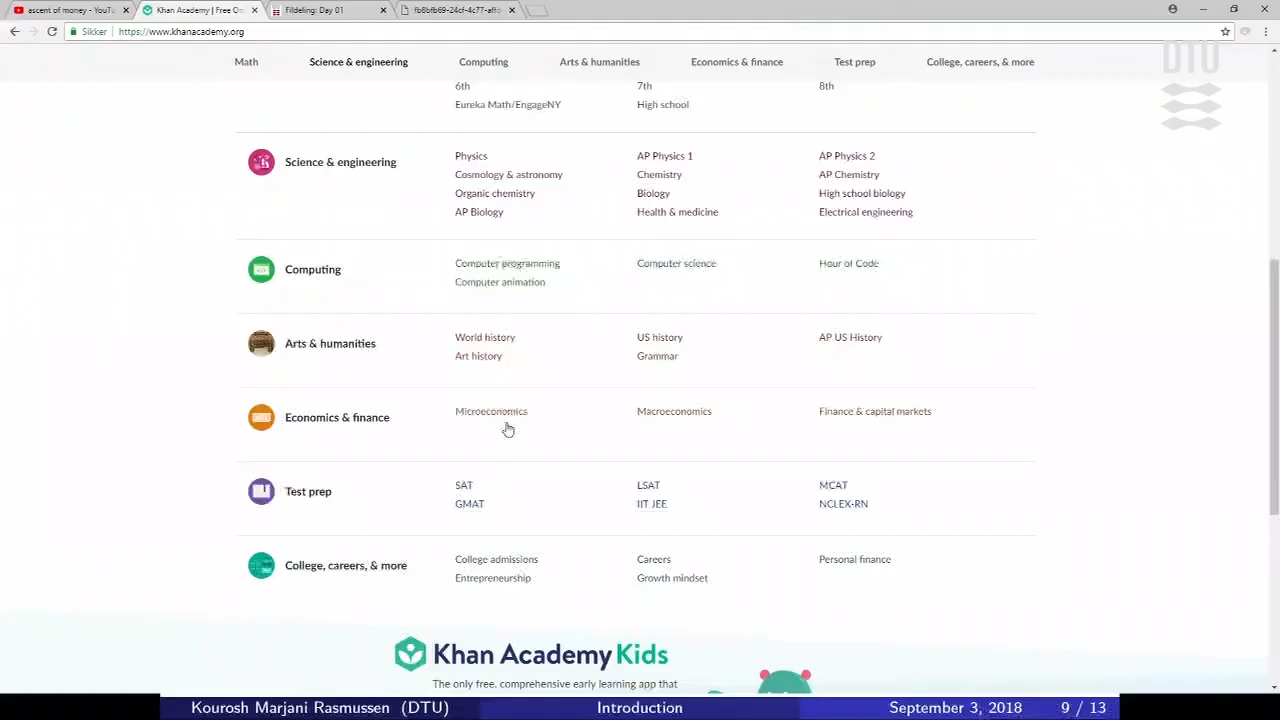 ascent of money - YouTu
Khan Academy | Free On
Fildeling: Day 01
fb8bfb69-24cf-4c77-affd-
Sikker | https://www.khanacademy.org
Math Science & engineering Computing Arts & humanities Economics & finance Test prep College, careers, & more
DTU
6th 7th 8th
Eureka Math/EngageNY High school
Science & engineering
Physics AP Physics 1 AP Physics 2
Cosmology & astronomy Chemistry AP Chemistry
Organic chemistry Biology High school biology
AP Biology Health & medicine Electrical engineering
Computing
Computer programming Computer science Hour of Code
Computer animation
Arts & humanities
World history US history AP US History
Art history Grammar
Economics & finance
Microeconomics Macroeconomics Finance & capital markets
Test prep
SAT LSAT MCAT
GMAT IIT JEE NCLEX-RN
College, careers, & more
College admissions Careers Personal finance
Entrepreneurship Growth mindset
Khan Academy Kids
The only free, comprehensive early learning app that
Kourosh Marjani Rasmussen (DTU) Introduction September 3, 2018 9 / 13